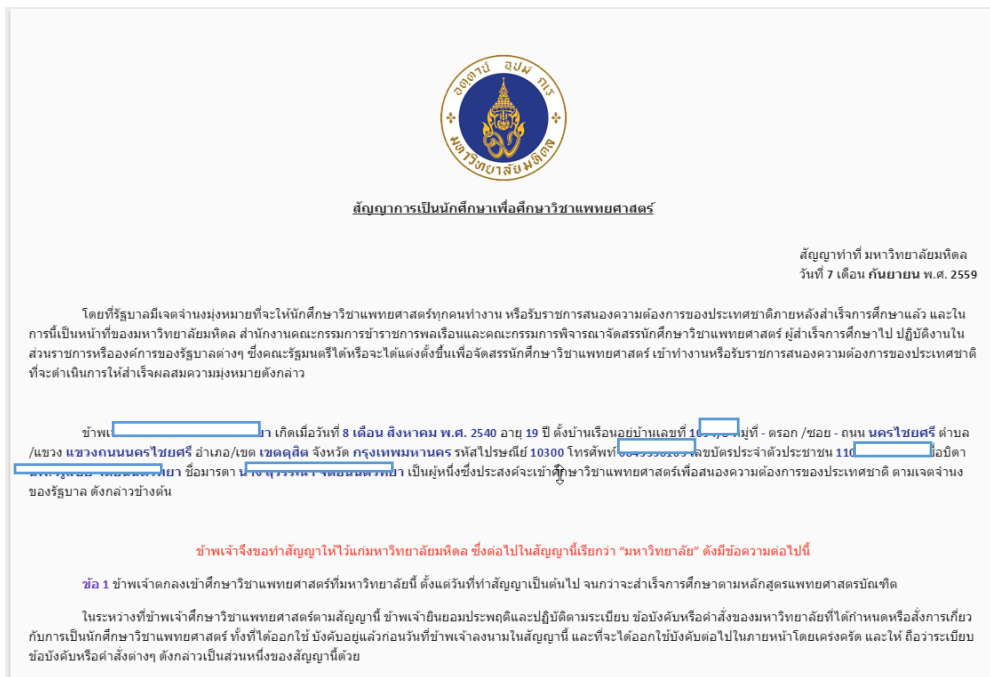 อตฺตานํ อุปมํ กเร
มหาวิทยาลัยมหิดล
สัญญาการเป็นนักศึกษาเพื่อศึกษาวิชาแพทยศาสตร์
สัญญาทำที่ มหาวิทยาลัยมหิดล
วันที่ 7 เดือน กันยายน พ.ศ. 2559
โดยที่รัฐบาลมีเจตจำนงมุ่งหมายที่จะให้นักศึกษาวิชาแพทยศาสตร์ทุกคนทำงาน หรือรับราชการสนองความต้องการของประเทศชาติภายหลังสำเร็จการศึกษาแล้ว และใน
การนี้เป็นหน้าที่ของมหาวิทยาลัยมหิดล สำนักงานคณะกรรมการข้าราชการพลเรือนและคณะกรรมการพิจารณาจัดสรรนักศึกษาวิชาแพทยศาสตร์ ผู้สำเร็จการศึกษาไป ปฏิบัติงานใน
ส่วนราชการหรือองค์การของรัฐบาลต่างๆ ซึ่งคณะรัฐมนตรีได้หรือจะได้แต่งตั้งขึ้นเพื่อจัดสรรนักศึกษาวิชาแพทยศาสตร์ เข้าทำงานหรือรับราชการสนองความต้องการของประเทศชาติ
ที่จะดำเนินการให้สำเร็จผลสมความมุ่งหมายดังกล่าว
เกิดเมื่อวันที่ 8 เดือน สิงหาคม พ.ศ. 2540 อายุ 19 ปี ตั้งบ้านเรือนอยู่บ้านเลขที่ หมู่ที่ - ตรอก /ซอย - ถนน นครไชยศรี ตำบล
/แขวง แขวงถนนนครไชยศรี อำเภอ/เขต เขตดุสิต จังหวัด กรุงเทพมหานคร รหัสไปรษณีย์ 10300 โทรศัพท์ เลขบัตรประจำตัวประชาชน 110 ชื่อบิดา
ชื่อมารดา เป็นผู้หนึ่งซึ่งประสงค์จะเข้าศึกษาวิชาแพทยศาสตร์เพื่อสนองความต้องการของประเทศชาติ ตามเจตจำนง
ของรัฐบาล ดังกล่าวข้างต้น
ข้าพเจ้าจึงขอทำสัญญาให้ไว้แก่มหาวิทยาลัยมหิดล ซึ่งต่อไปในสัญญานี้เรียกว่า “มหาวิทยาลัย” ดังมีข้อความต่อไปนี้
ข้อ 1 ข้าพเจ้าตกลงเข้าศึกษาวิชาแพทยศาสตร์ที่มหาวิทยาลัยนี้ ตั้งแต่วันที่ทำสัญญาเป็นต้นไป จนกว่าจะสำเร็จการศึกษาตามหลักสูตรแพทยศาสตรบัณฑิต
ในระหว่างที่ข้าพเจ้าศึกษาวิชาแพทยศาสตร์ตามสัญญานี้ ข้าพเจ้ายินยอมประพฤติและปฏิบัติตามระเบียบ ข้อบังคับหรือคำสั่งของมหาวิทยาลัยที่ได้กำหนดหรือสั่งการเกี่ยว
กับการเป็นนักศึกษาวิชาแพทยศาสตร์ ทั้งที่ได้ออกใช้ บังคับอยู่แล้วก่อนวันที่ข้าพเจ้าลงนามในสัญญานี้ และที่จะได้ออกใช้บังคับต่อไปในภายหน้าโดยเคร่งครัด และให้ ถือว่าระเบียบ
ข้อบังคับหรือคำสั่งต่างๆ ดังกล่าวเป็นส่วนหนึ่งของสัญญานี้ด้วย